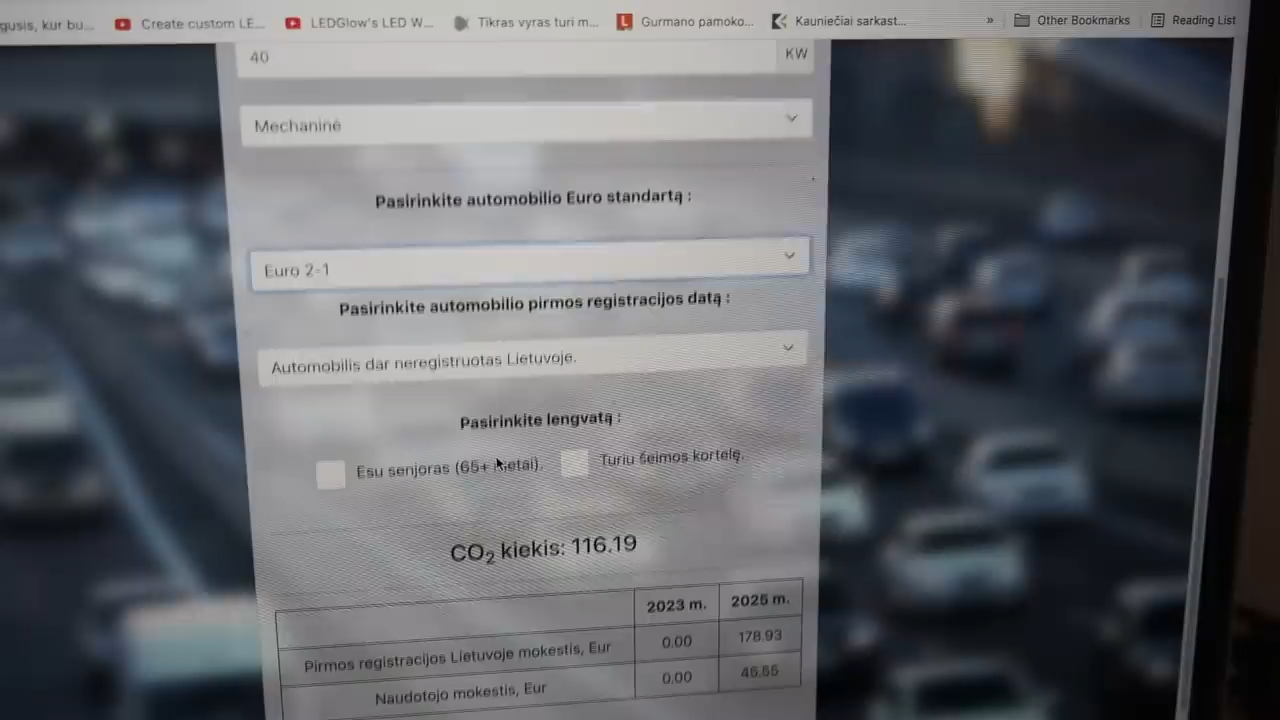 gusis, kur bu...
Create custom LE...
LEDGlow's LED W...
Tikras vyras turi m...
Gurmano pamoko...
Kauniečiai sarkast...
»
Other Bookmarks
Reading List
40
KW
Mechaninė
Pasirinkite automobilio Euro standartą :
Euro 2-1
Pasirinkite automobilio pirmos registracijos datą :
Automobilis dar neregistruotas Lietuvoje.
Pasirinkite lengvatą :
Esu senjoras (65+ metai).
Turiu šeimos kortelę.
CO₂ kiekis: 116.19
2023 m.
2025 m.
Pirmos registracijos Lietuvoje mokestis, Eur
0.00
178.93
Naudotojo mokestis, Eur
0.00
45.55